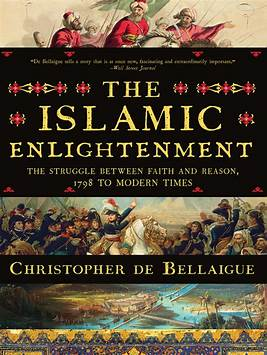 "De Bellaigue tells a story that is at once new, fascinating and extraordinarily important."
—Wall Street Journal
THE
ISLAMIC
ENLIGHTENMENT
THE STRUGGLE BETWEEN FAITH AND REASON,
1798 TO MODERN TIMES
CHRISTOPHER DE BELLAIGUE